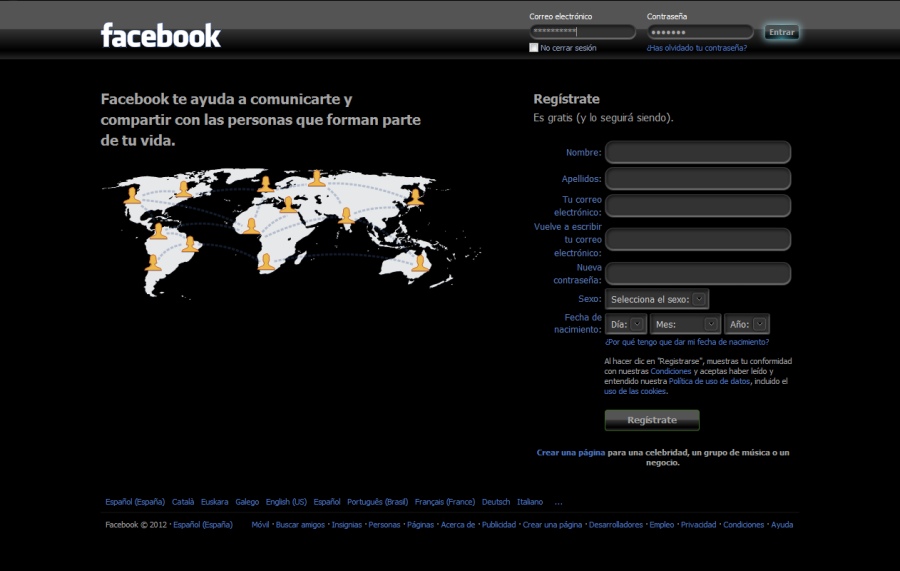 facebook
Correo electrónico
Contraseña
**********
•••••••
Entrar
No cerrar sesión
¿Has olvidado tu contraseña?
Facebook te ayuda a comunicarte y
compartir con las personas que forman parte
de tu vida.
Regístrate
Es gratis (y lo seguirá siendo).
Nombre:
Apellidos:
Tu correo
electrónico:
Vuelve a escribir
tu correo
electrónico:
Nueva
contraseña:
Sexo: Selecciona el sexo:
Fecha de
nacimiento:
Día: Mes: Año:
¿Por qué tengo que dar mi fecha de nacimiento?
Al hacer clic en "Registrarse", muestras tu conformidad
con nuestras Condiciones y aceptas haber leído y
entendido nuestra Política de uso de datos, incluido el
uso de las cookies.
Regístrate
Crear una página para una celebridad, un grupo de música o un
negocio.
Español (España) Català Euskara Galego English (US) Español Português (Brasil) Français (France) Deutsch Italiano ...
Facebook © 2012 · Español (España) Móvil · Buscar amigos · Insignias · Personas · Páginas · Acerca de · Publicidad · Crear una página · Desarrolladores · Empleo · Privacidad · Condiciones · Ayuda